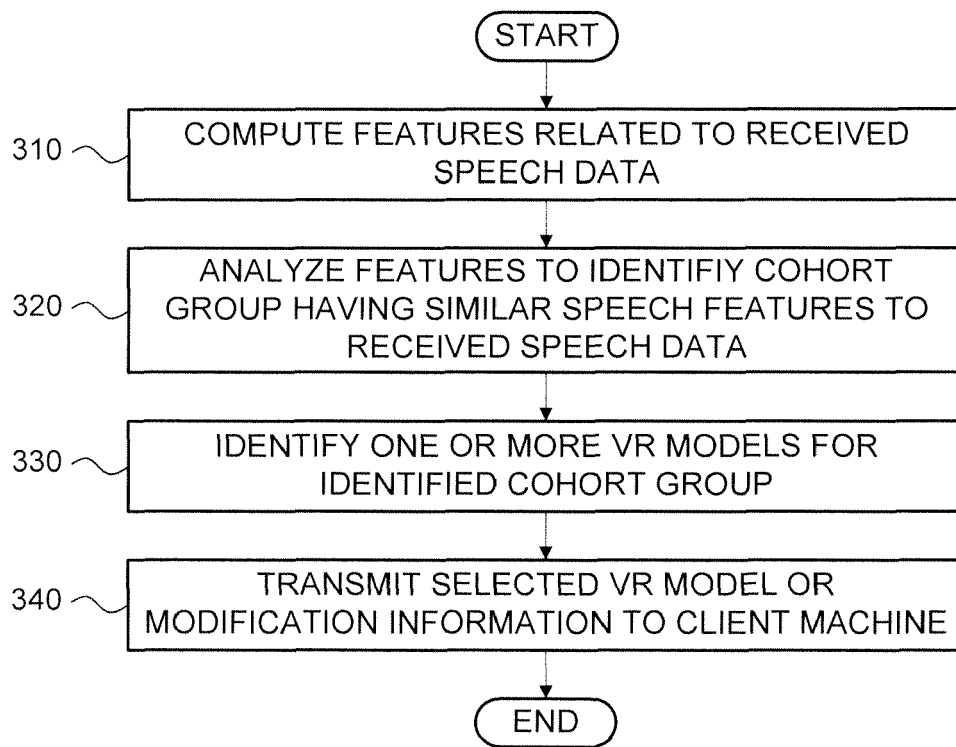 START
310
COMPUTE FEATURES RELATED TO RECEIVED
SPEECH DATA
320
ANALYZE FEATURES TO IDENTIFIY COHORT
GROUP HAVING SIMILAR SPEECH FEATURES TO
RECEIVED SPEECH DATA
330
IDENTIFY ONE OR MORE VR MODELS FOR
IDENTIFIED COHORT GROUP
340
TRANSMIT SELECTED VR MODEL OR
MODIFICATION INFORMATION TO CLIENT MACHINE
END